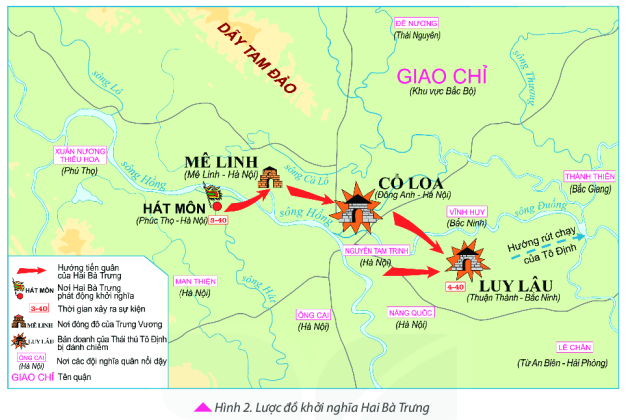 ĐÊ NƯƠNG
(Thái Nguyên)
DÃY TAM ĐẢO
GIAO CHỈ
(Khu vực Bắc Bộ)
sông Lô
sông Thương
XUÂN NƯƠNG
THIỀU HOA
(Phú Thọ)
MÊ LINH
(Mê Linh - Hà Nội)
sông Cà Lồ
sông Hồng
CỔ LOA
(Đông Anh - Hà Nội)
THÁNH THIÊN
(Bắc Giang)
HÁT MÔN
(Phúc Thọ - Hà Nội)
3-40
sông Hồng
VĨNH HUY
(Bắc Ninh)
sông Đuống
Hướng rút chạy
của Tô Định
NGUYỄN TAM TRINH
(Hà Nội)
MAN THIỆN
(Hà Nội)
sông Hát
4-40
LUY LÂU
(Thuận Thành - Bắc Ninh)
ÔNG CAI
(Hà Nội)
NÀNG QUỐC
(Hà Nội)
LÊ CHÂN
(Từ An Biên - Hải Phòng)
Hướng tiến quân
của Hai Bà Trưng
HÁT MÔN
Nơi Hai Bà Trưng
phát động khởi nghĩa
3-40
Thời gian xảy ra sự kiện
MÊ LINH
Nơi đóng đô của Trưng Vương
LUY LÂU
Bản doanh của Thái thú Tô Định
bị đánh chiếm
ÔNG CAI
(Hà Nội)
Nơi các đội nghĩa quân nổi dậy
GIAO CHỈ
Tên quận
Hình 2. Lược đồ khởi nghĩa Hai Bà Trưng